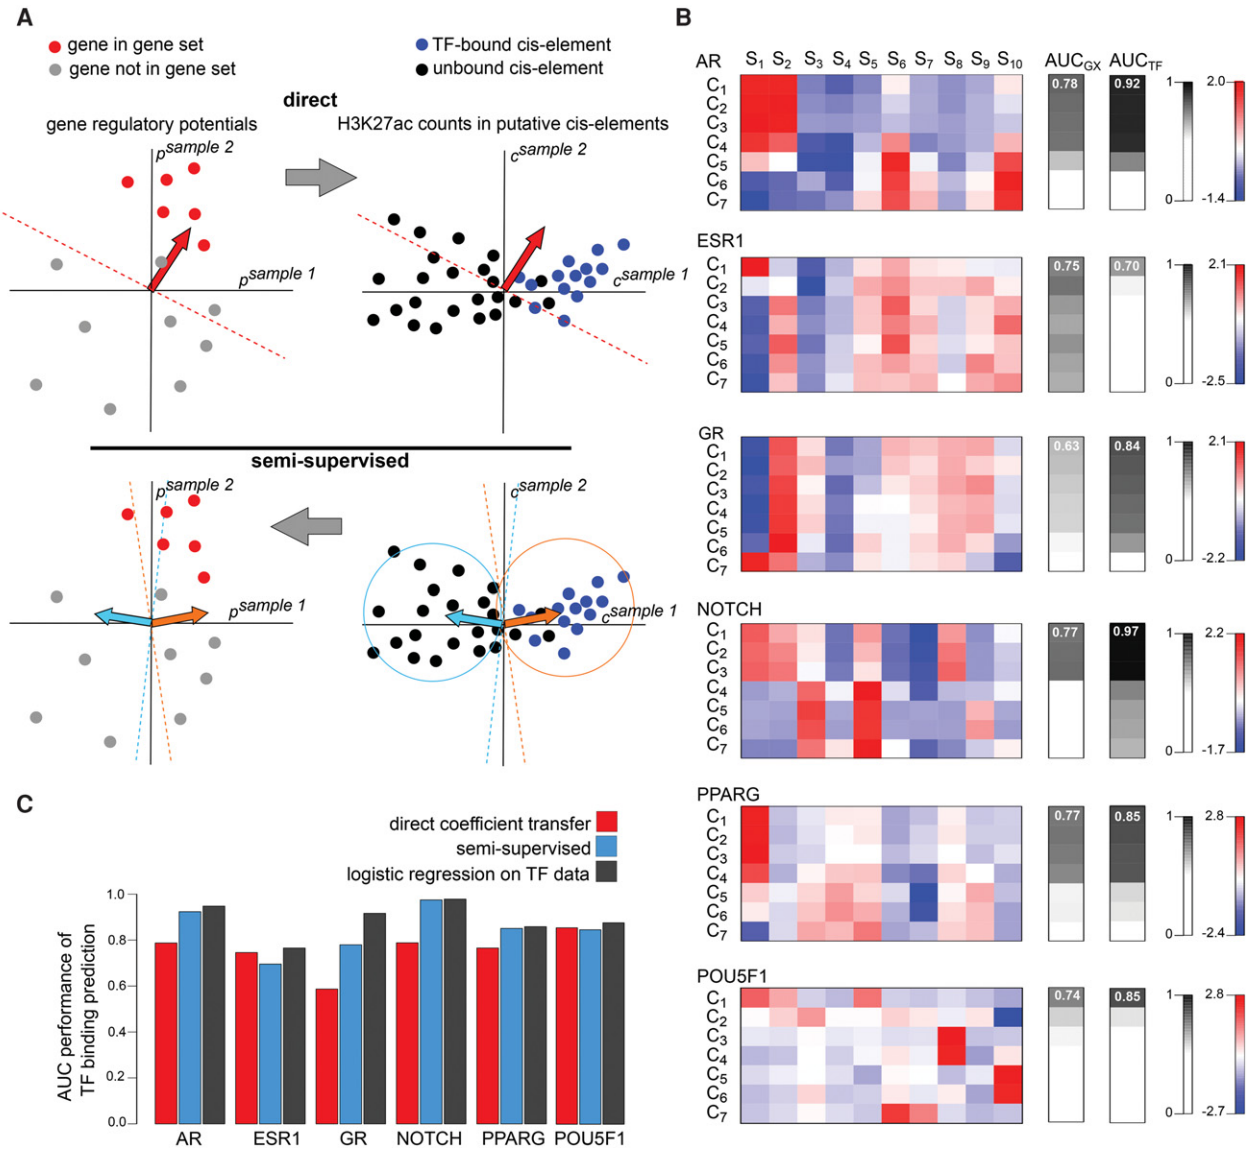 A
gene in gene set
gene not in gene set
TF-bound cis-element
unbound cis-element
direct
gene regulatory potentials
H3K27ac counts in putative cis-elements
p sample 2
c sample 2
p sample 1
c sample 1
semi-supervised
p sample 2
c sample 2
p sample 1
c sample 1
B
AR S1 S2 S3 S4 S5 S6 S7 S8 S9 S10 AUCGX AUCTF
C1
C2
C3
C4
C5
C6
C7
0.78 0.92
1 0
2.0 -1.4
ESR1
C1
C2
C3
C4
C5
C6
C7
0.75 0.70
1 0
2.1 -2.5
GR
C1
C2
C3
C4
C5
C6
C7
0.63 0.84
1 0
2.1 -2.2
NOTCH
C1
C2
C3
C4
C5
C6
C7
0.77 0.97
1 0
2.2 -1.7
PPARG
C1
C2
C3
C4
C5
C6
C7
0.77 0.85
1 0
2.8 -2.4
POU5F1
C1
C2
C3
C4
C5
C6
C7
0.74 0.85
1 0
2.8 -2.7
C
direct coefficient transfer
semi-supervised
logistic regression on TF data
AUC performance of
TF binding prediction
1.0
0.8
0.6
0.4
0.2
0.0
AR ESR1 GR NOTCH PPARG POU5F1